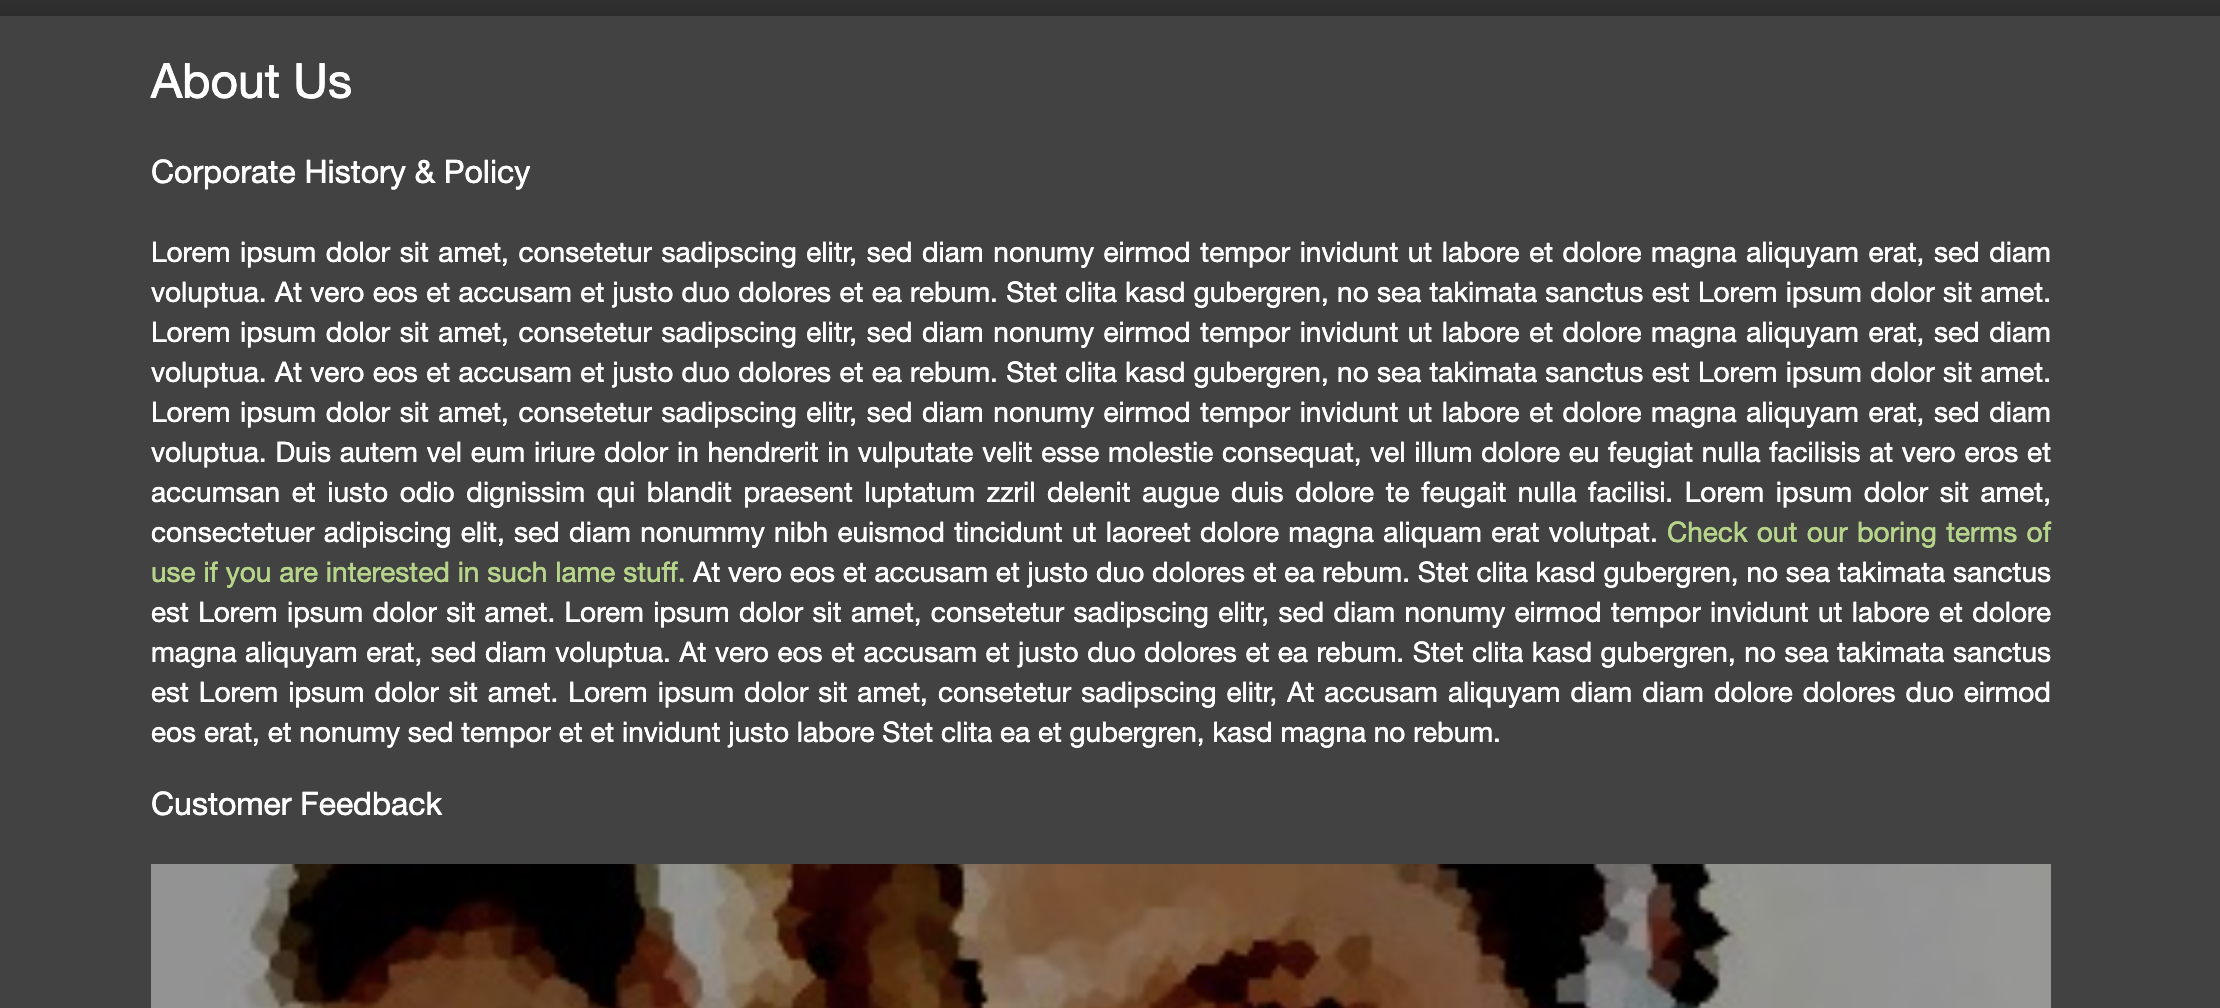 About Us
Corporate History & Policy
Lorem ipsum dolor sit amet, consetetur sadipscing elitr, sed diam nonumy eirmod tempor invidunt ut labore et dolore magna aliquyam erat, sed diam
voluptua. At vero eos et accusam et justo duo dolores et ea rebum. Stet clita kasd gubergren, no sea takimata sanctus est Lorem ipsum dolor sit amet.
Lorem ipsum dolor sit amet, consetetur sadipscing elitr, sed diam nonumy eirmod tempor invidunt ut labore et dolore magna aliquyam erat, sed diam
voluptua. At vero eos et accusam et justo duo dolores et ea rebum. Stet clita kasd gubergren, no sea takimata sanctus est Lorem ipsum dolor sit amet.
Lorem ipsum dolor sit amet, consetetur sadipscing elitr, sed diam nonumy eirmod tempor invidunt ut labore et dolore magna aliquyam erat, sed diam
voluptua. Duis autem vel eum iriure dolor in hendrerit in vulputate velit esse molestie consequat, vel illum dolore eu feugiat nulla facilisis at vero eros et
accumsan et iusto odio dignissim qui blandit praesent luptatum zzril delenit augue duis dolore te feugait nulla facilisi. Lorem ipsum dolor sit amet,
consectetuer adipiscing elit, sed diam nonummy nibh euismod tincidunt ut laoreet dolore magna aliquam erat volutpat. Check out our boring terms of
use if you are interested in such lame stuff. At vero eos et accusam et justo duo dolores et ea rebum. Stet clita kasd gubergren, no sea takimata sanctus
est Lorem ipsum dolor sit amet. Lorem ipsum dolor sit amet, consetetur sadipscing elitr, sed diam nonumy eirmod tempor invidunt ut labore et dolore
magna aliquyam erat, sed diam voluptua. At vero eos et accusam et justo duo dolores et ea rebum. Stet clita kasd gubergren, no sea takimata sanctus
est Lorem ipsum dolor sit amet. Lorem ipsum dolor sit amet, consetetur sadipscing elitr, At accusam aliquyam diam diam dolore dolores duo eirmod
eos erat, et nonumy sed tempor et et invidunt justo labore Stet clita ea et gubergren, kasd magna no rebum.
Customer Feedback